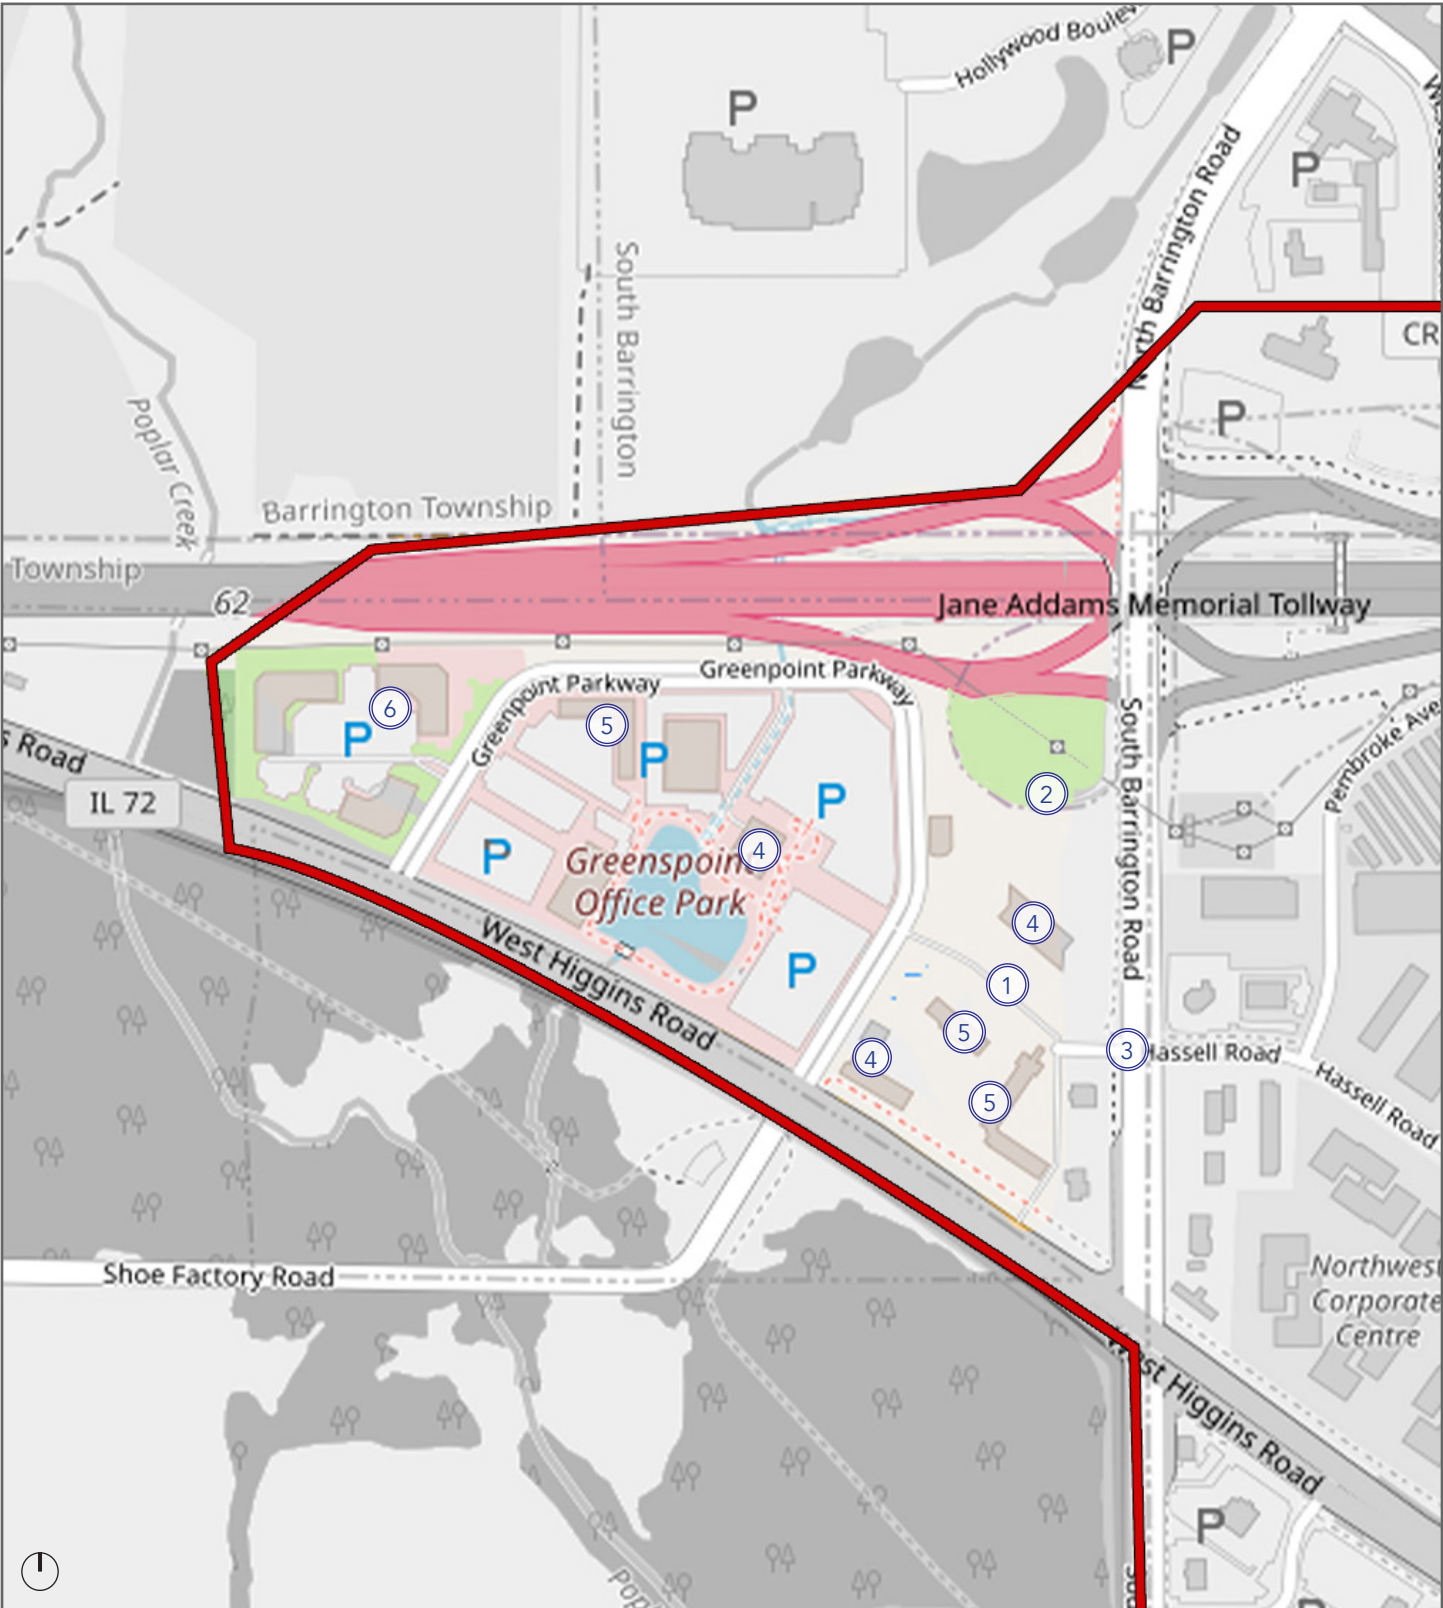 Hollywood Boulev
P
P
P
North Barrington Road
South Barrington
CR
P
Poplar Creek
Barrington Township
Township
62
Jane Addams Memorial Tollway
Greenpoint Parkway
Greenpoint Parkway
6
5
P
P
South Barrington Road
Pembroke Ave
s Road
IL 72
2
P
4
P
Greenspoint
Office Park
4
West Higgins Road
P
1
5
3
Hassell Road
4
5
Hassell Road
Shoe Factory Road
Northwest
Corporate
Centre
West Higgins Road
P
Pop